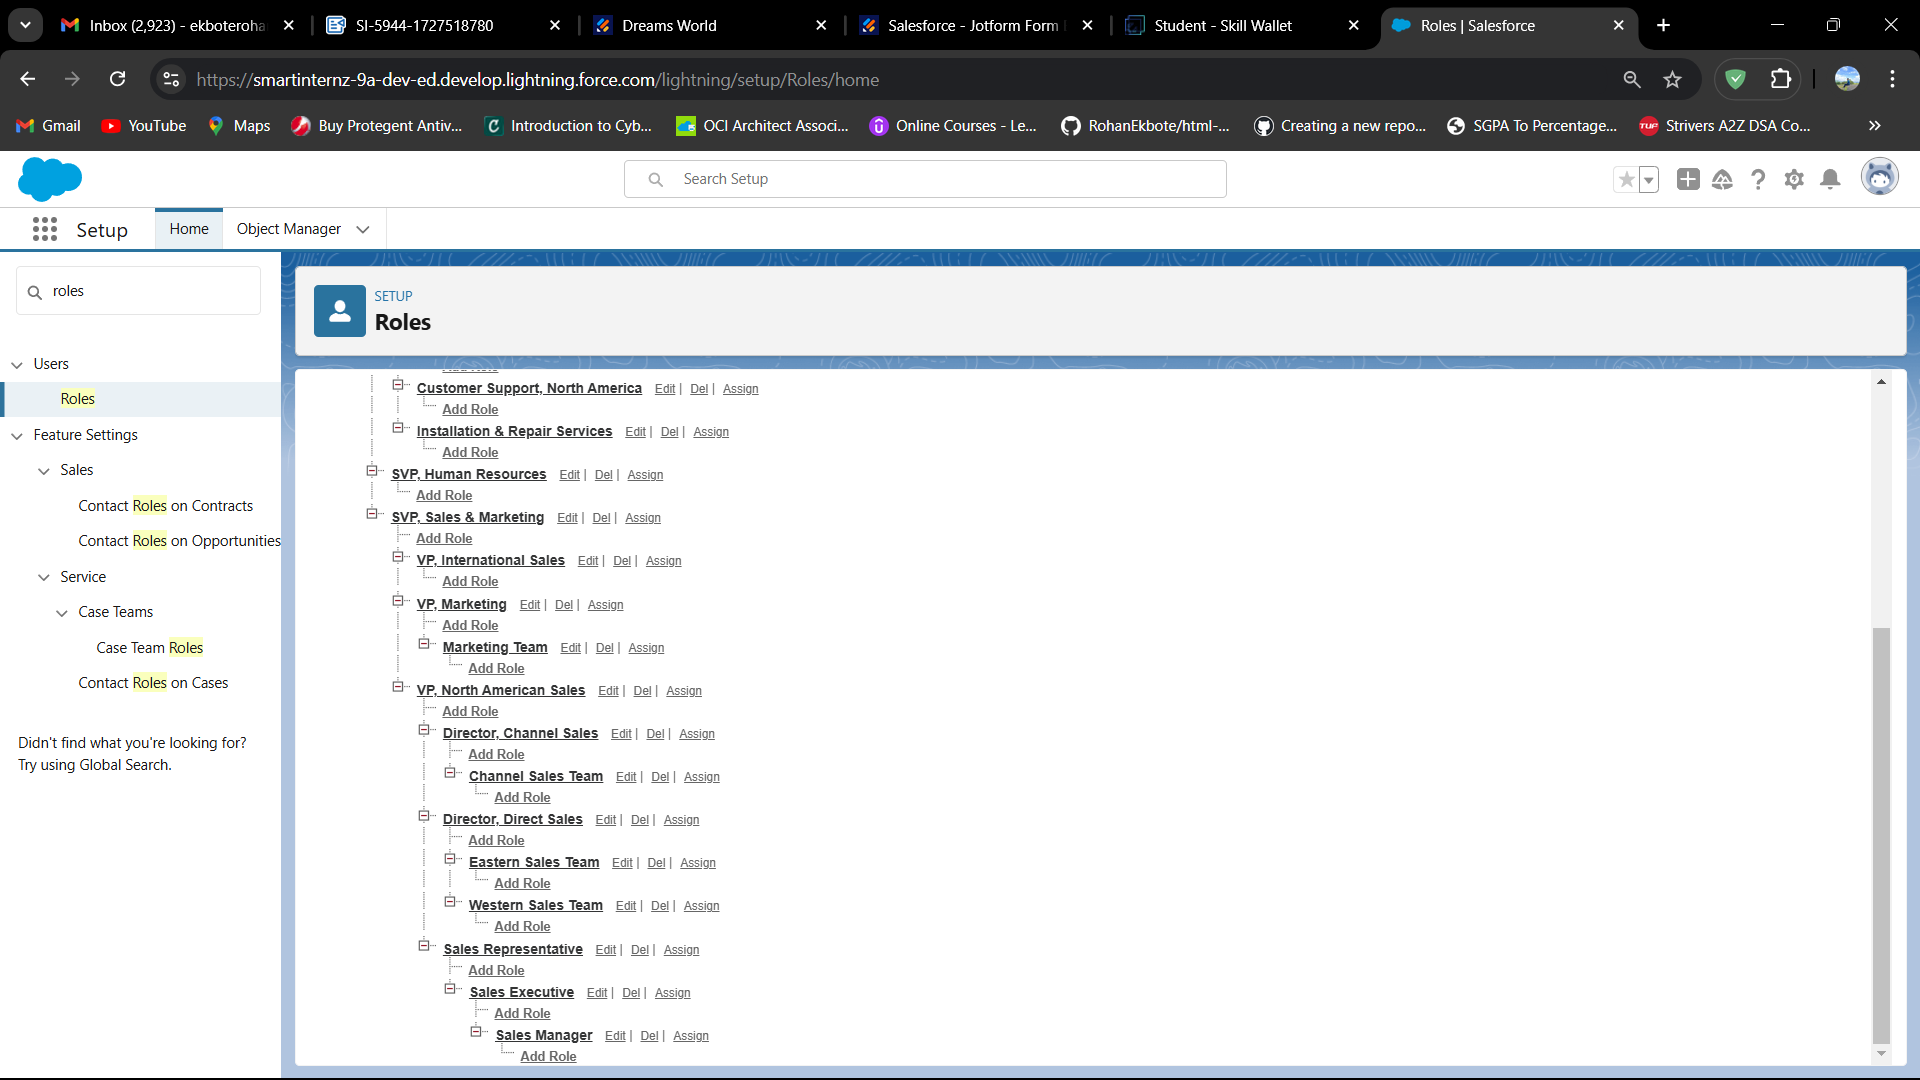 Inbox (2,923) - ekboteroha
SI-5944-1727518780
Dreams World
Salesforce - Jotform Form
Student - Skill Wallet
Roles | Salesforce
https://smartinternz-9a-dev-ed.develop.lightning.force.com/lightning/setup/Roles/home
Gmail
YouTube
Maps
Buy Protegent Antiv...
Introduction to Cyb...
OCI Architect Associ...
Online Courses - Le...
RohanEkbote/html-...
Creating a new repo...
SGPA To Percentage...
TUF
Strivers A2Z DSA Co...
Search Setup
Setup
Home
Object Manager
roles
Users
Roles
Feature Settings
Sales
Contact Roles on Contracts
Contact Roles on Opportunities
Service
Case Teams
Case Team Roles
Contact Roles on Cases
Didn't find what you're looking for?
Try using Global Search.
SETUP
Roles
Add Role
Customer Support, North America Edit | Del | Assign
Add Role
Installation & Repair Services Edit | Del | Assign
Add Role
SVP, Human Resources Edit | Del | Assign
Add Role
SVP, Sales & Marketing Edit | Del | Assign
Add Role
VP, International Sales Edit | Del | Assign
Add Role
VP, Marketing Edit | Del | Assign
Add Role
Marketing Team Edit | Del | Assign
Add Role
VP, North American Sales Edit | Del | Assign
Add Role
Director, Channel Sales Edit | Del | Assign
Add Role
Channel Sales Team Edit | Del | Assign
Add Role
Director, Direct Sales Edit | Del | Assign
Add Role
Eastern Sales Team Edit | Del | Assign
Add Role
Western Sales Team Edit | Del | Assign
Add Role
Sales Representative Edit | Del | Assign
Add Role
Sales Executive Edit | Del | Assign
Add Role
Sales Manager Edit | Del | Assign
Add Role